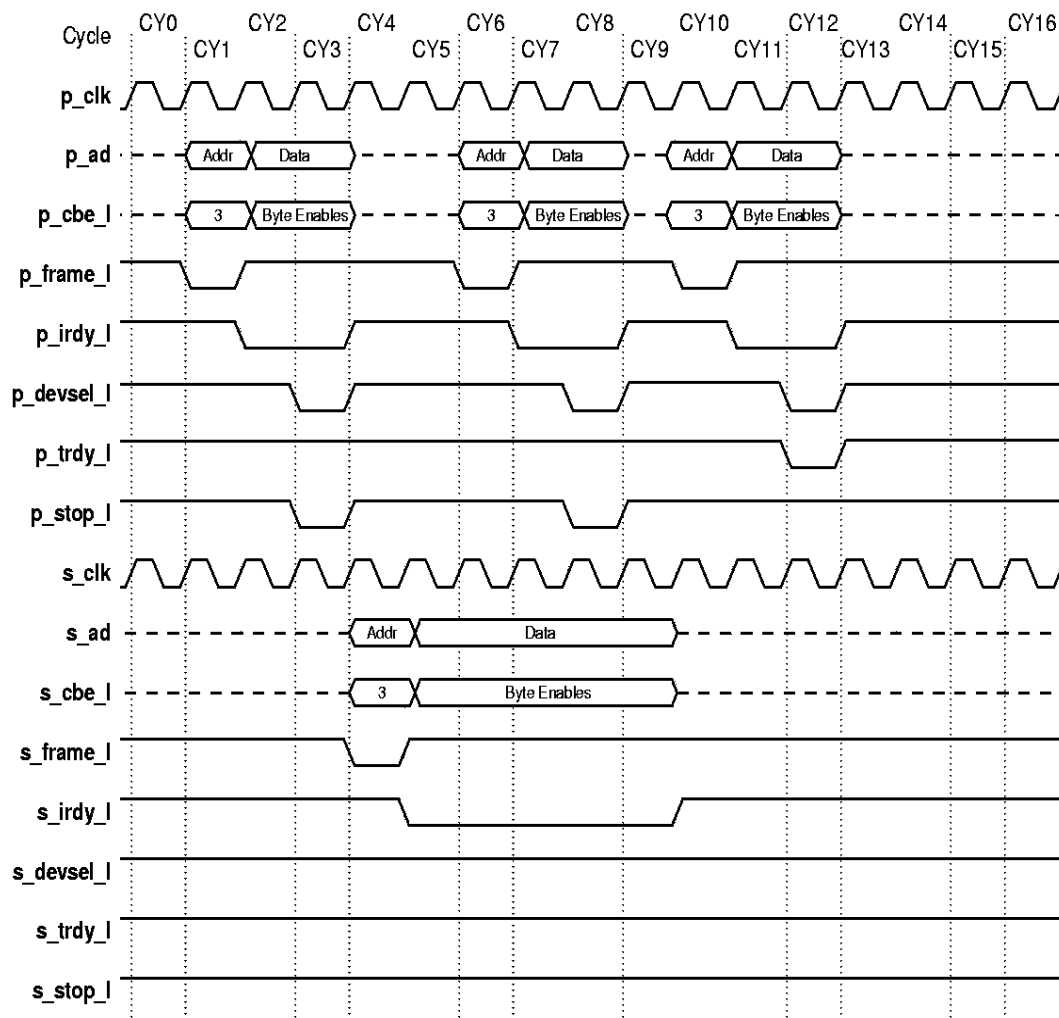 CY0 CY2 CY4 CY6 CY8 CY10 CY12 CY14 CY16
Cycle CY1 CY3 CY5 CY7 CY9 CY11 CY13 CY15
p_clk
p_ad Addr Data Addr Data Addr Data
p_cbe_l 3 Byte Enables 3 Byte Enables 3 Byte Enables
p_frame_l
p_irdy_l
p_devsel_l
p_trdy_l
p_stop_l
s_clk
s_ad Addr Data
s_cbe_l 3 Byte Enables
s_frame_l
s_irdy_l
s_devsel_l
s_trdy_l
s_stop_l